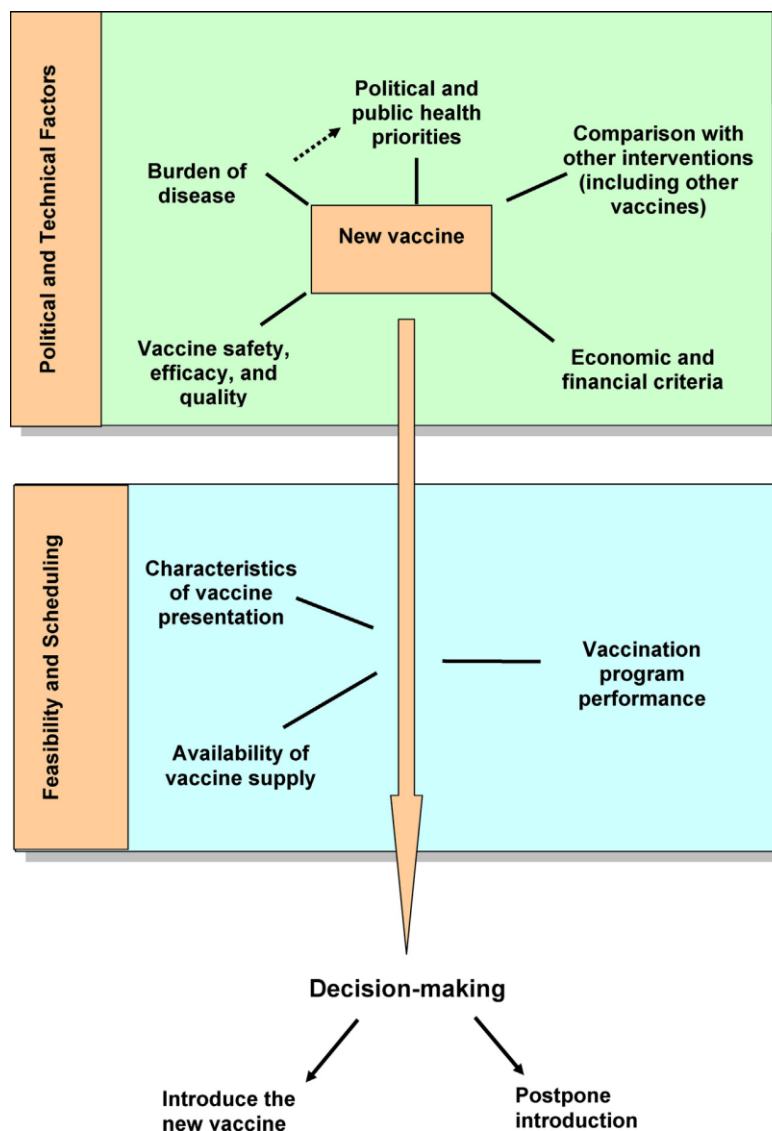 Political and Technical Factors
Political and
public health
priorities
Comparison with
other interventions
(including other
vaccines)
Burden of
disease
New vaccine
Vaccine safety,
efficacy, and
quality
Economic and
financial criteria
Feasibility and Scheduling
Characteristics
of vaccine
presentation
Vaccination
program
performance
Availability of
vaccine supply
Decision-making
Introduce the
new vaccine
Postpone
introduction